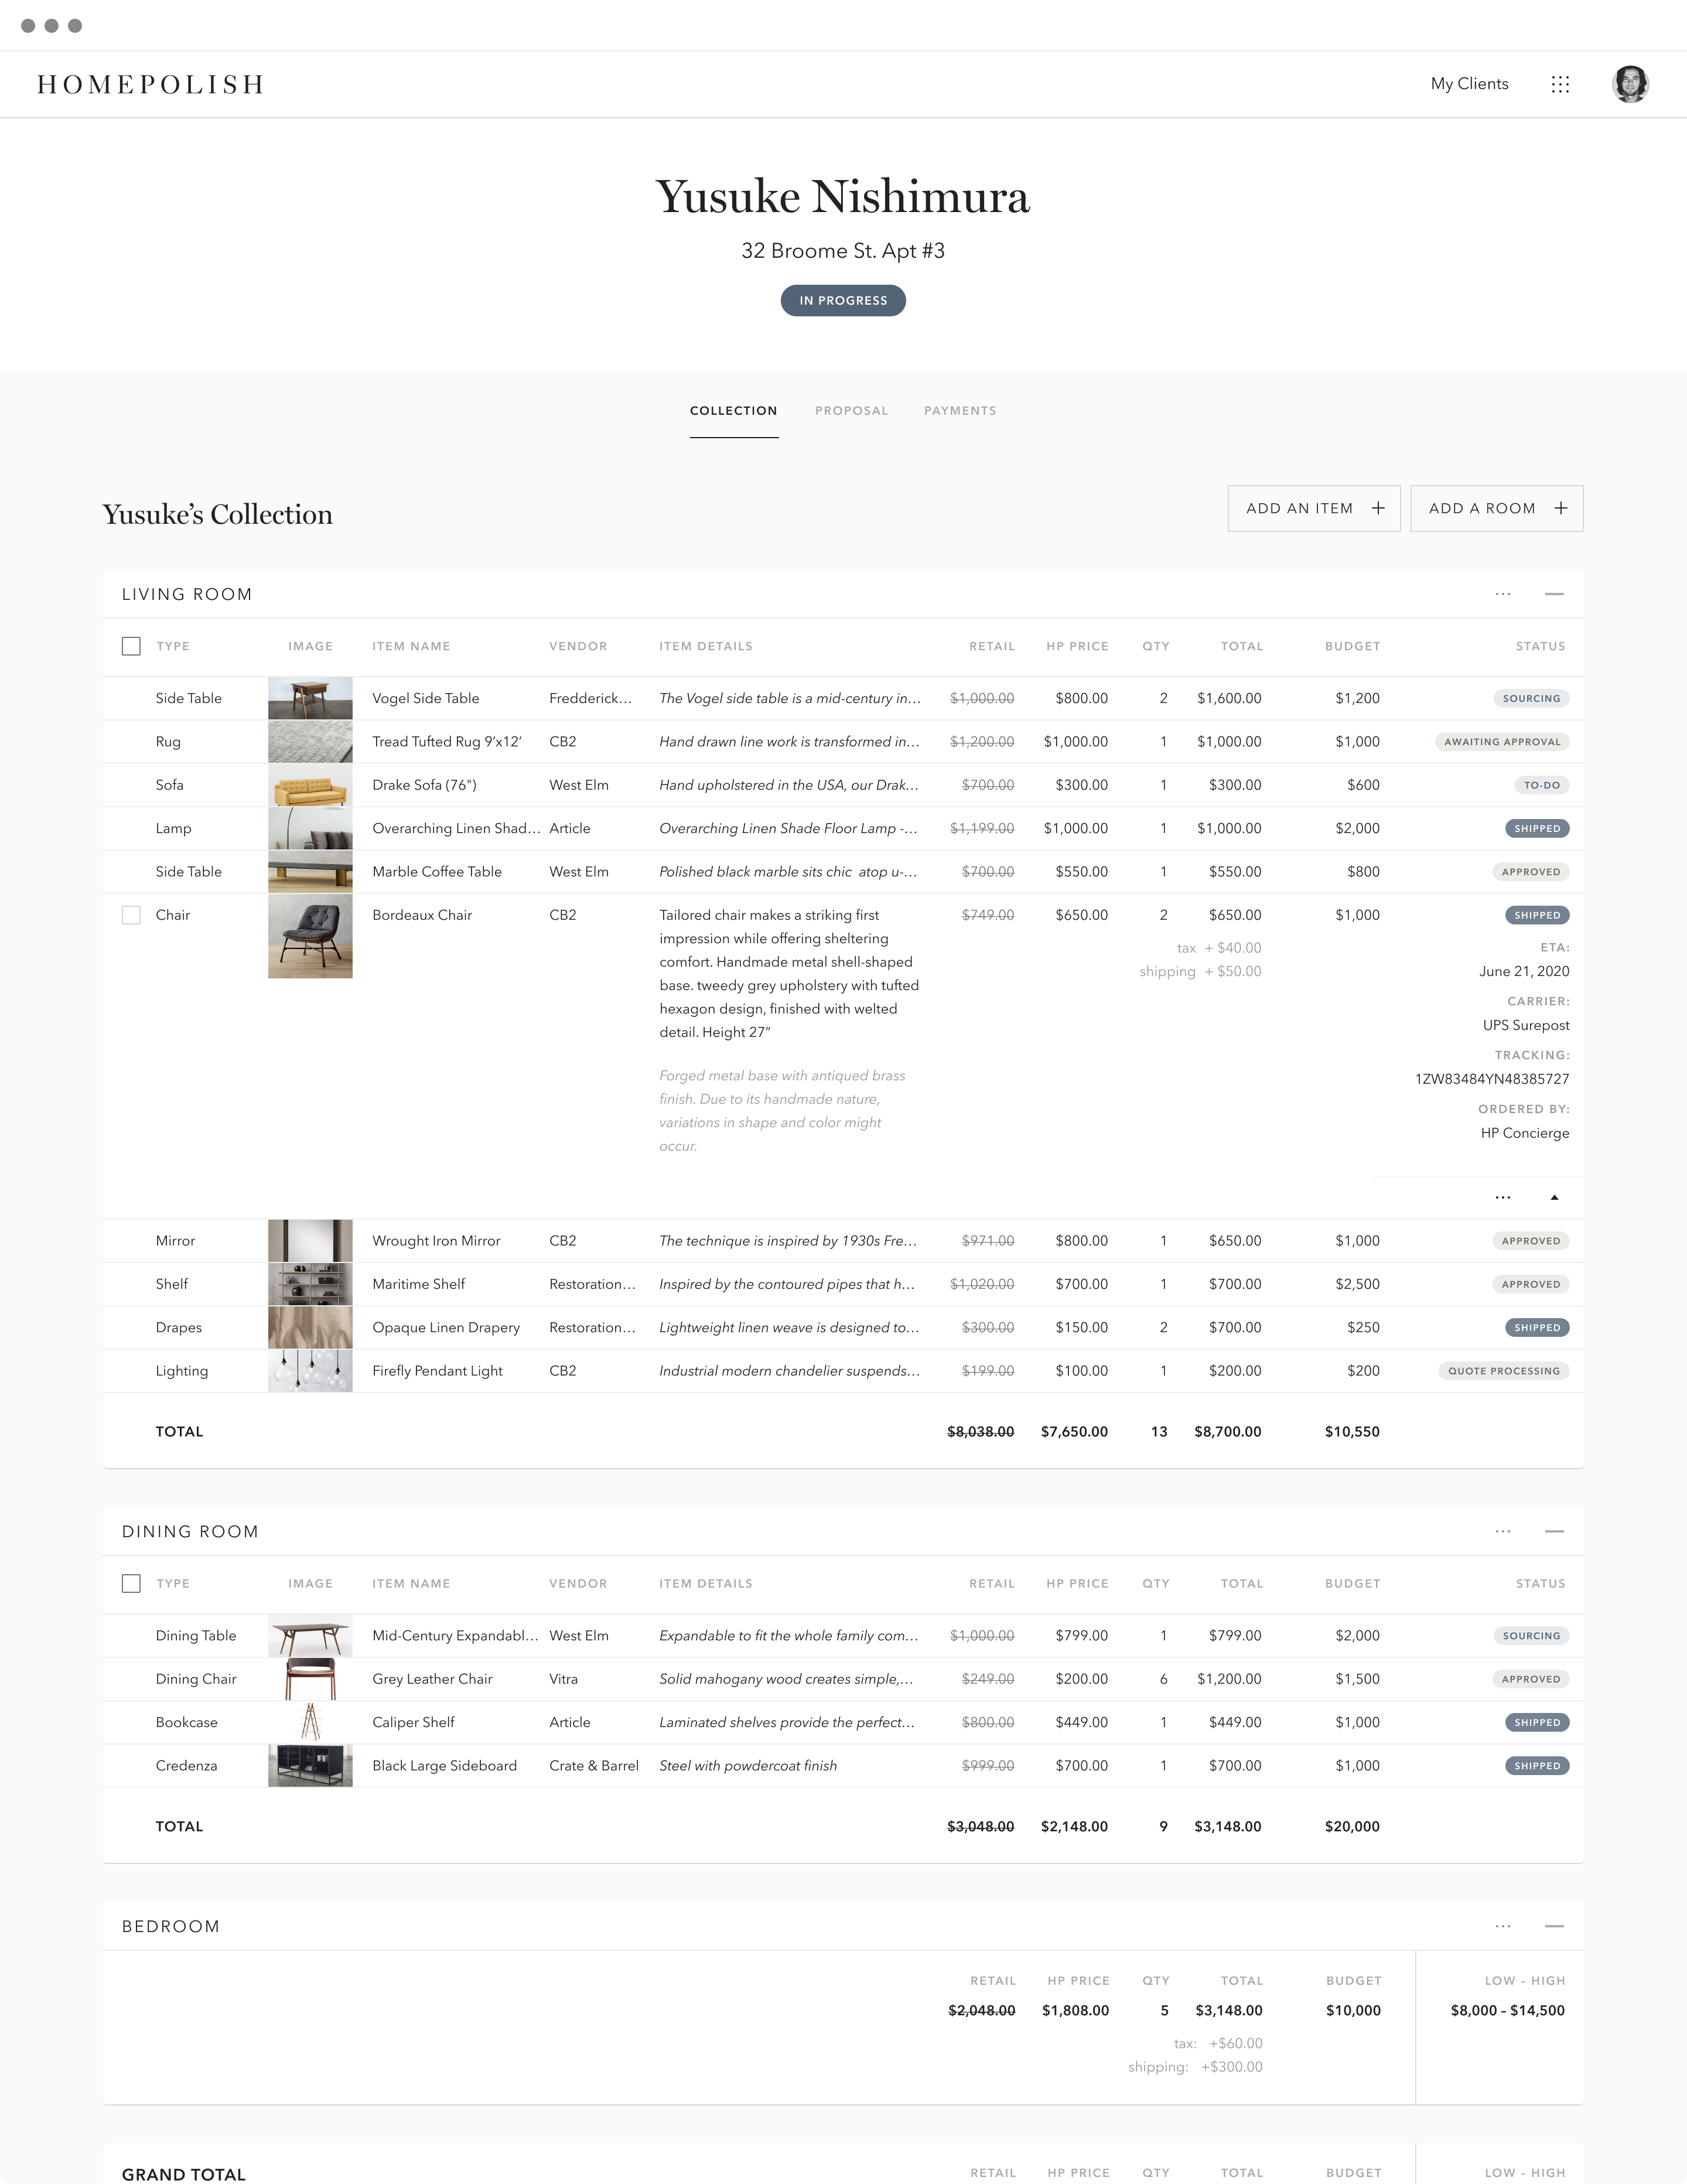 HOMEPOLISH
My Clients
Yusuke Nishimura
32 Broome St. Apt #3
IN PROGRESS
COLLECTION PROPOSAL PAYMENTS
Yusuke’s Collection
ADD AN ITEM +
ADD A ROOM +
LIVING ROOM
TYPE IMAGE ITEM NAME VENDOR ITEM DETAILS RETAIL HP PRICE QTY TOTAL BUDGET STATUS
Side Table Vogel Side Table Fredderick… The Vogel side table is a mid-century in… $1,000.00 $800.00 2 $1,600.00 $1,200 SOURCING
Rug Tread Tufted Rug 9’x12’ CB2 Hand drawn line work is transformed in… $1,200.00 $1,000.00 1 $1,000.00 $1,000 AWAITING APPROVAL
Sofa Drake Sofa (76") West Elm Hand upholstered in the USA, our Drak… $700.00 $300.00 1 $300.00 $600 TO-DO
Lamp Overarching Linen Shad… Article Overarching Linen Shade Floor Lamp -… $1,199.00 $1,000.00 1 $1,000.00 $2,000 SHIPPED
Side Table Marble Coffee Table West Elm Polished black marble sits chic atop u-… $700.00 $550.00 1 $550.00 $800 APPROVED
Chair Bordeaux Chair CB2 Tailored chair makes a striking first $749.00 $650.00 2 $650.00 $1,000 SHIPPED
impression while offering sheltering
comfort. Handmade metal shell-shaped
base. tweedy grey upholstery with tufted
hexagon design, finished with welted
detail. Height 27”
Forged metal base with antiqued brass
finish. Due to its handmade nature,
variations in shape and color might
occur.
tax + $40.00
shipping + $50.00
ETA:
June 21, 2020
CARRIER:
UPS Surepost
TRACKING:
1ZW83484YN48385727
ORDERED BY:
HP Concierge
Mirror Wrought Iron Mirror CB2 The technique is inspired by 1930s Fre… $971.00 $800.00 1 $650.00 $1,000 APPROVED
Shelf Maritime Shelf Restoration… Inspired by the contoured pipes that h… $1,020.00 $700.00 1 $700.00 $2,500 APPROVED
Drapes Opaque Linen Drapery Restoration… Lightweight linen weave is designed to… $300.00 $150.00 2 $700.00 $250 SHIPPED
Lighting Firefly Pendant Light CB2 Industrial modern chandelier suspends… $199.00 $100.00 1 $200.00 $200 QUOTE PROCESSING
TOTAL $8,038.00 $7,650.00 13 $8,700.00 $10,550
DINING ROOM
TYPE IMAGE ITEM NAME VENDOR ITEM DETAILS RETAIL HP PRICE QTY TOTAL BUDGET STATUS
Dining Table Mid-Century Expandabl… West Elm Expandable to fit the whole family com… $1,000.00 $799.00 1 $799.00 $2,000 SOURCING
Dining Chair Grey Leather Chair Vitra Solid mahogany wood creates simple,… $249.00 $200.00 6 $1,200.00 $1,500 APPROVED
Bookcase Caliper Shelf Article Laminated shelves provide the perfect… $800.00 $449.00 1 $449.00 $1,000 SHIPPED
Credenza Black Large Sideboard Crate & Barrel Steel with powdercoat finish $999.00 $700.00 1 $700.00 $1,000 SHIPPED
TOTAL $3,048.00 $2,148.00 9 $3,148.00 $20,000
BEDROOM
RETAIL HP PRICE QTY TOTAL BUDGET LOW – HIGH
$2,048.00 $1,808.00 5 $3,148.00 $10,000 $8,000 – $14,500
tax: +$60.00
shipping: +$300.00
GRAND TOTAL RETAIL HP PRICE QTY TOTAL BUDGET LOW – HIGH